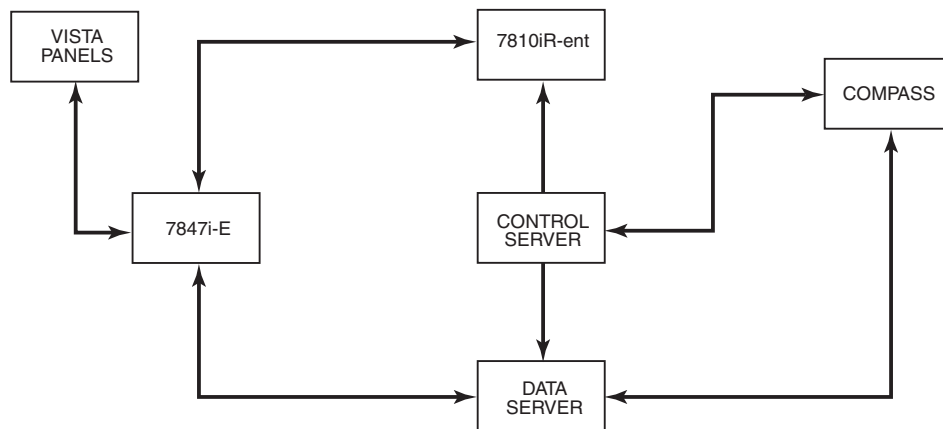 VISTA
PANELS
7810iR-ent
COMPASS
7847i-E
CONTROL
SERVER
DATA
SERVER